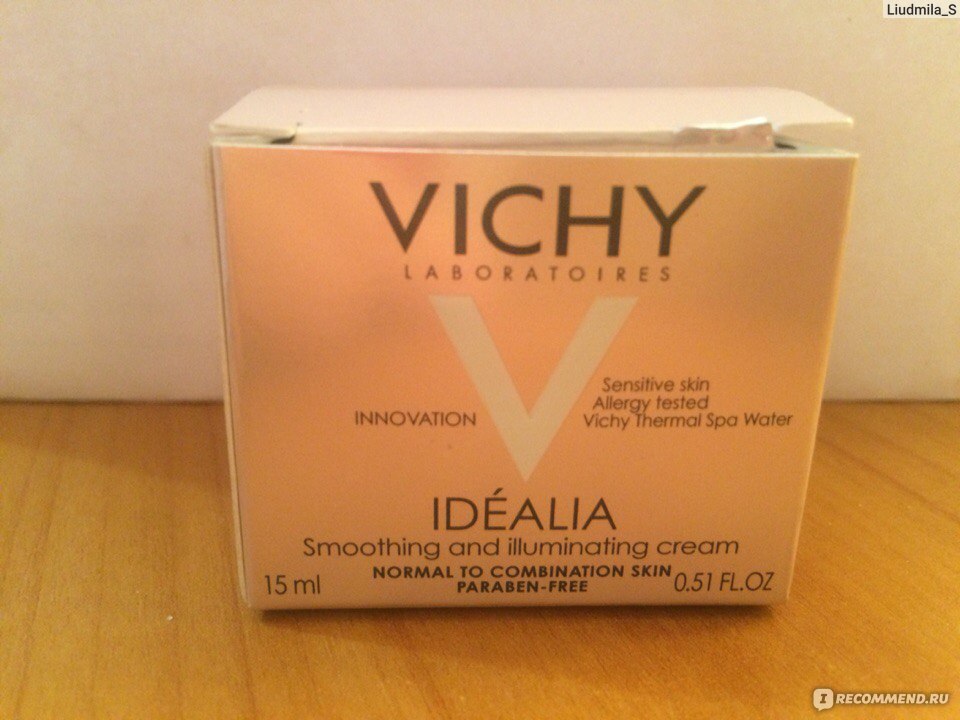 Liudmila_S
VICHY
LABORATOIRES
V
INNOVATION
Sensitive skin
Allergy tested
Vichy Thermal Spa Water
IDÉALIA
Smoothing and illuminating cream
NORMAL TO COMBINATION SKIN
PARABEN-FREE
15 ml
0.51 FL.OZ
I RECOMMEND.RU